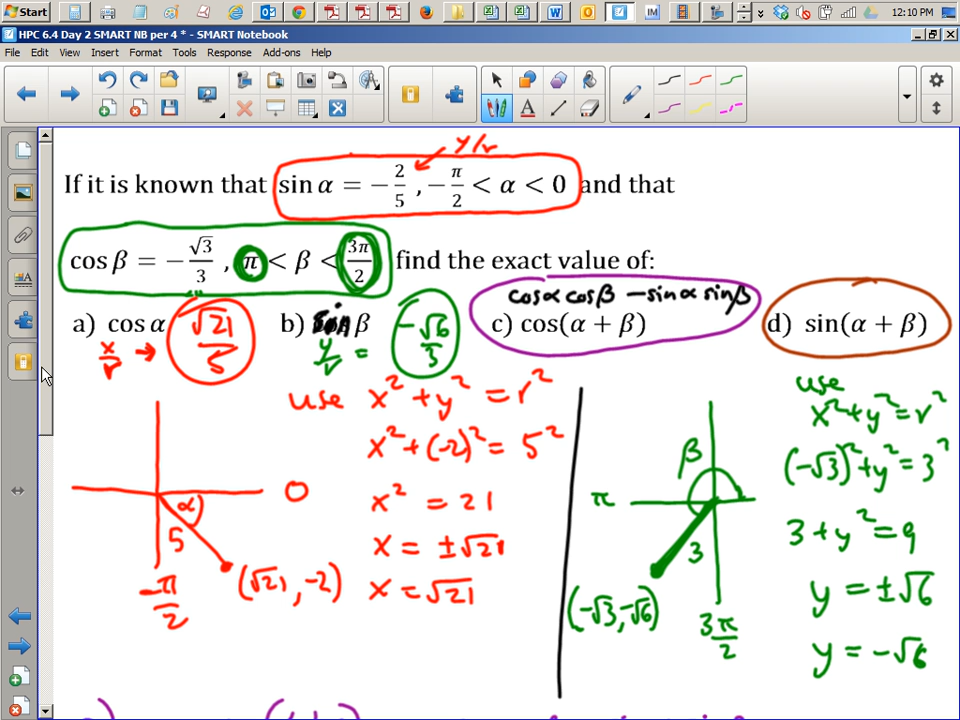 Start
12:10 PM
HPC 6.4 Day 2 SMART NB per 4 * - SMART Notebook
File Edit View Insert Format Tools Response Add-ons Help
y/r
If it is known that sin α = −2/5 , −π/2 < α < 0 and that
cos β = −√3/3 , π < β < 3π/2 find the exact value of:
cosα cosβ − sinα sinβ
a) cos α √21/5 b) sin β −√6/3 c) cos(α + β) d) sin(α + β)
x/r → y/r =
use x² + y² = r²
x² + (-2)² = 5²
x² = 21
x = ±√21
x = √21
α
0
5
(√21, -2)
-π/2
β
π
3
(-√3, -√6)
3π/2
use
x² + y² = r²
(-√3)² + y² = 3²
3 + y² = 9
y = ±√6
y = -√6